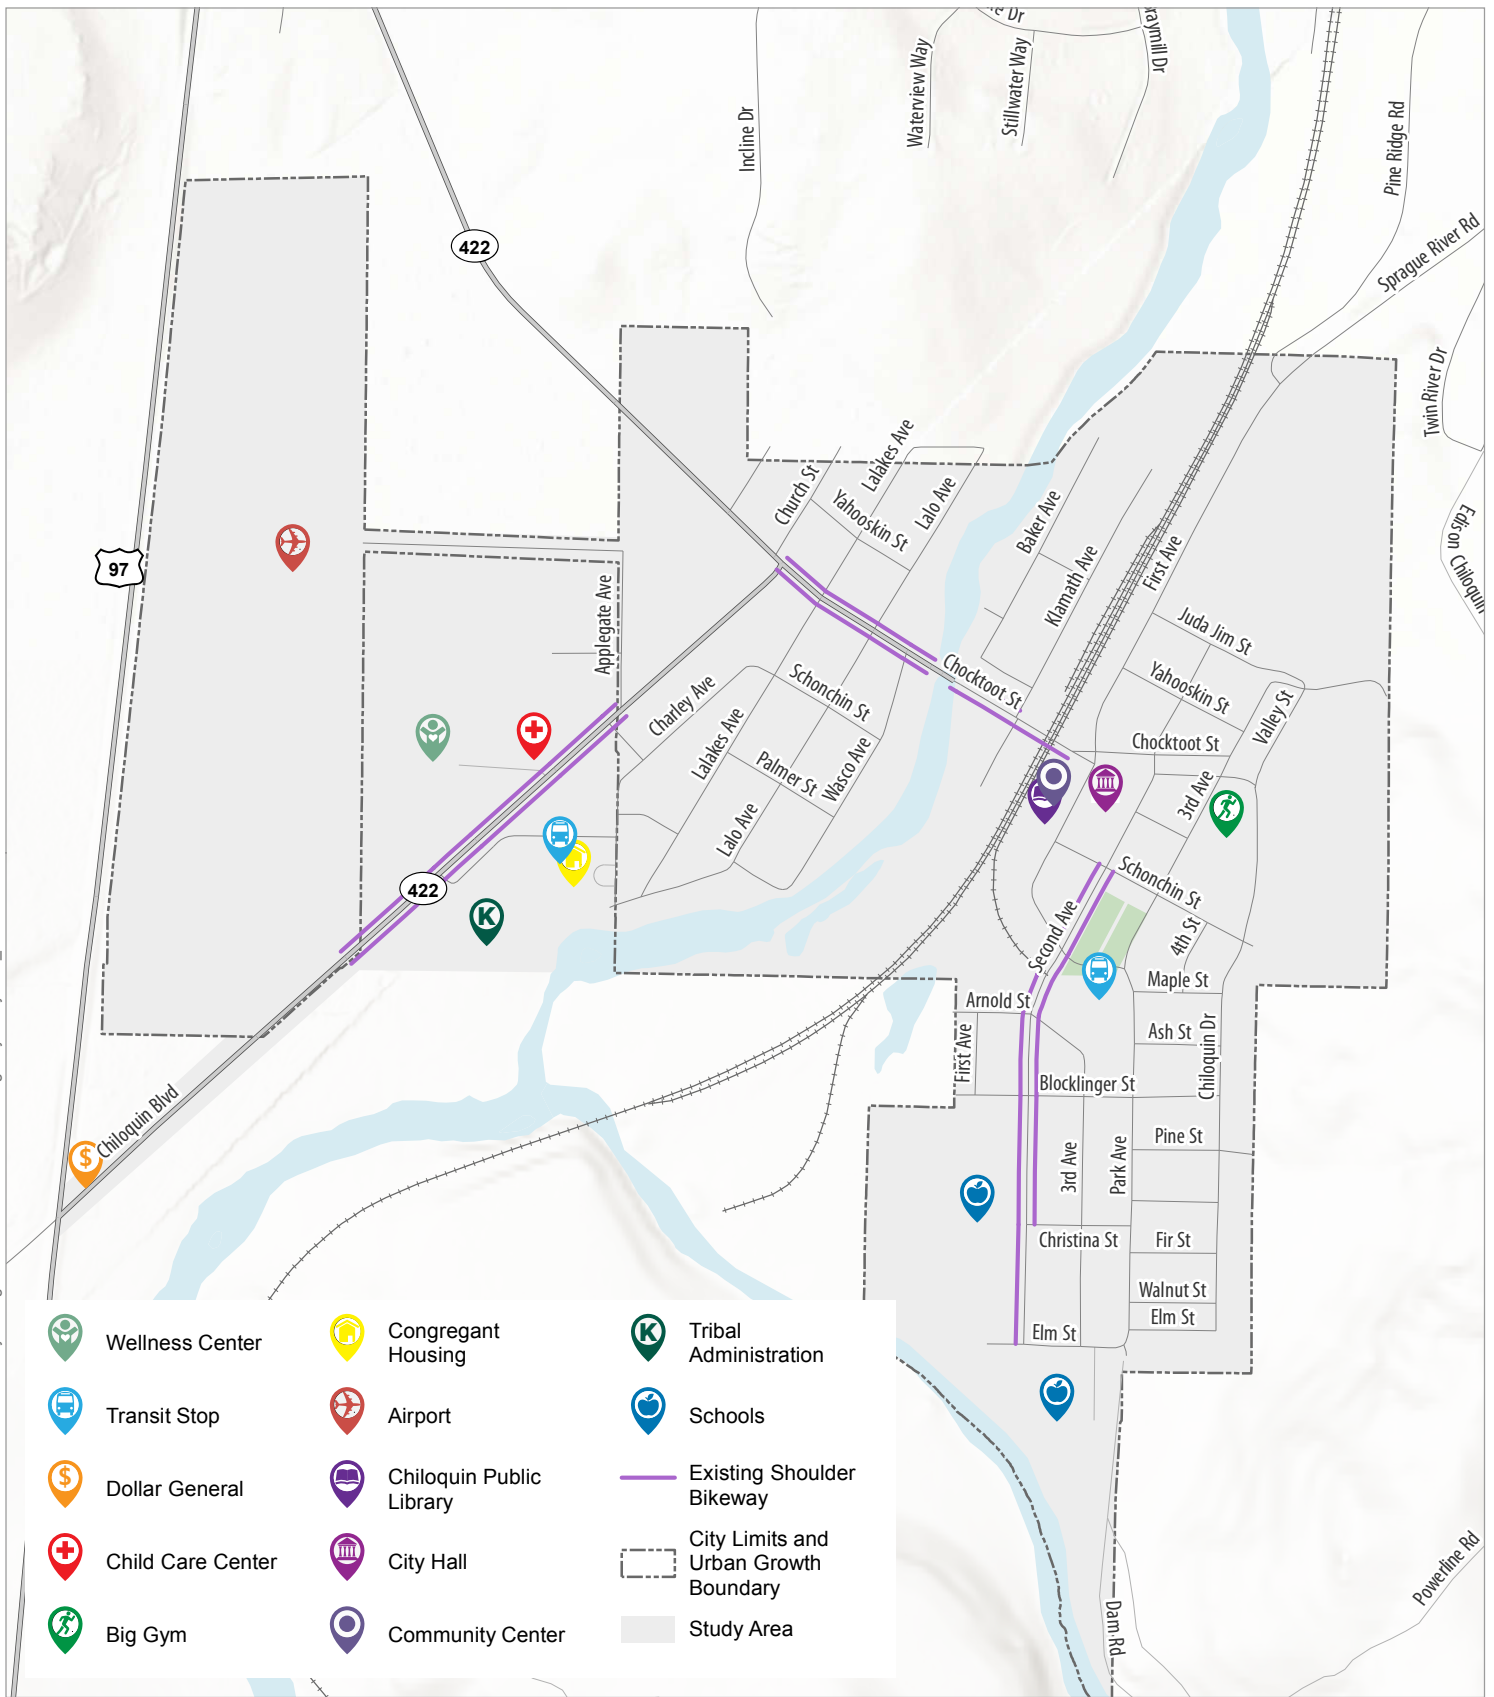 Waterview Way
Stillwater Way
Incline Dr
Pine Ridge Rd
Sprague River Rd
Twin River Dr
Edison Chiloquin
422
97
Church St
Lalakes Ave
Yahooskin St
Lalo Ave
Baker Ave
Klamath Ave
First Ave
Juda Jim St
Yahooskin St
Valley St
Chocktoot St
Chocktoot St
Applegate Ave
Charley Ave
Schonchin St
Lalakes Ave
Palmer St
Wasco Ave
Lalo Ave
3rd Ave
Schonchin St
Second Ave
4th St
422
K
Maple St
Arnold St
Ash St
First Ave
Chiloquin Dr
Blocklinger St
Pine St
3rd Ave
Park Ave
Christina St
Fir St
Walnut St
Elm St
Elm St
Chiloquin Blvd
$
Dam Rd
Powerline Rd
Wellness Center
Transit Stop
$
Dollar General
Child Care Center
Big Gym
Congregant
Housing
Airport
Chiloquin Public
Library
City Hall
Community Center
K
Tribal
Administration
Schools
Existing Shoulder
Bikeway
City Limits and
Urban Growth
Boundary
Study Area